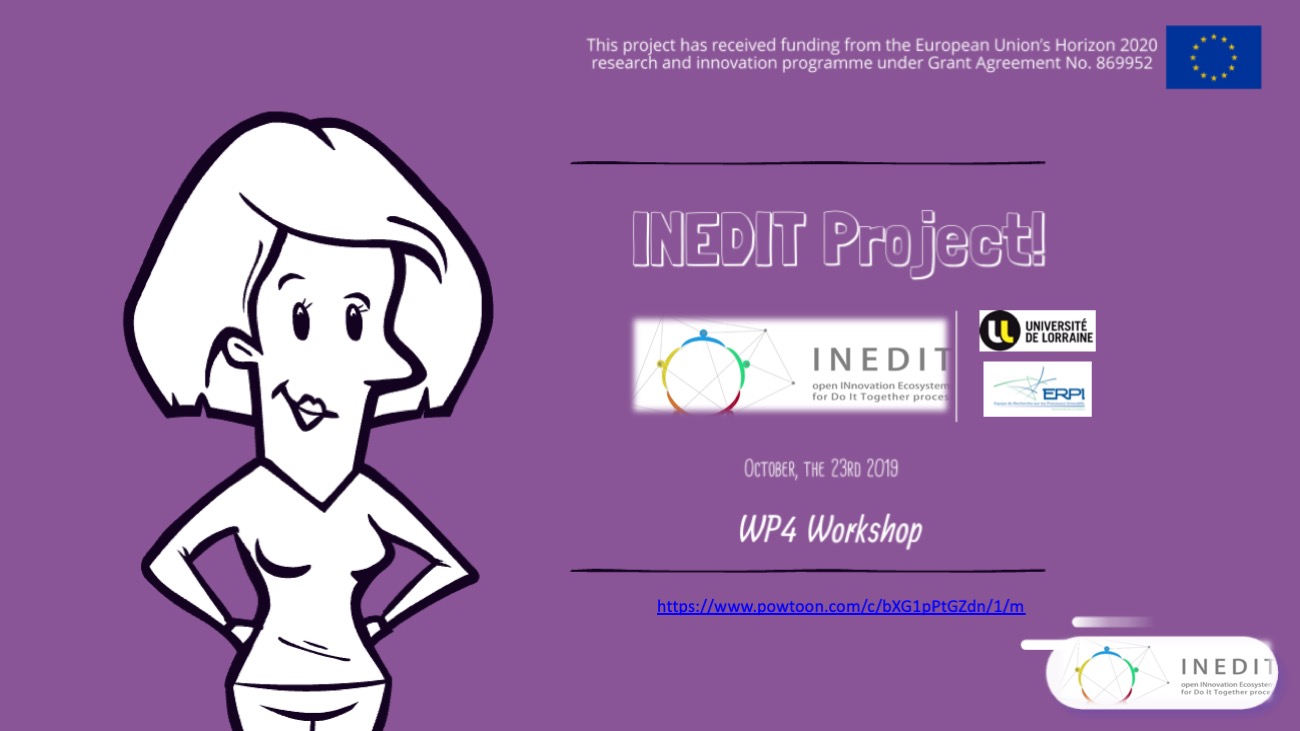 This project has received funding from the European Union's Horizon 2020
research and innovation programme under Grant Agreement No. 869952
INEDIT Project!
INEDIT
open INnovation Ecosystem
for Do It Together proces
UNIVERSITÉ
DE LORRAINE
ERPI
October, the 23rd 2019
WP4 Workshop
https://www.powtoon.com/c/bXG1pPtGZdn/1/m
INEDIT
open INnovation Ecosystem
for Do It Together proce